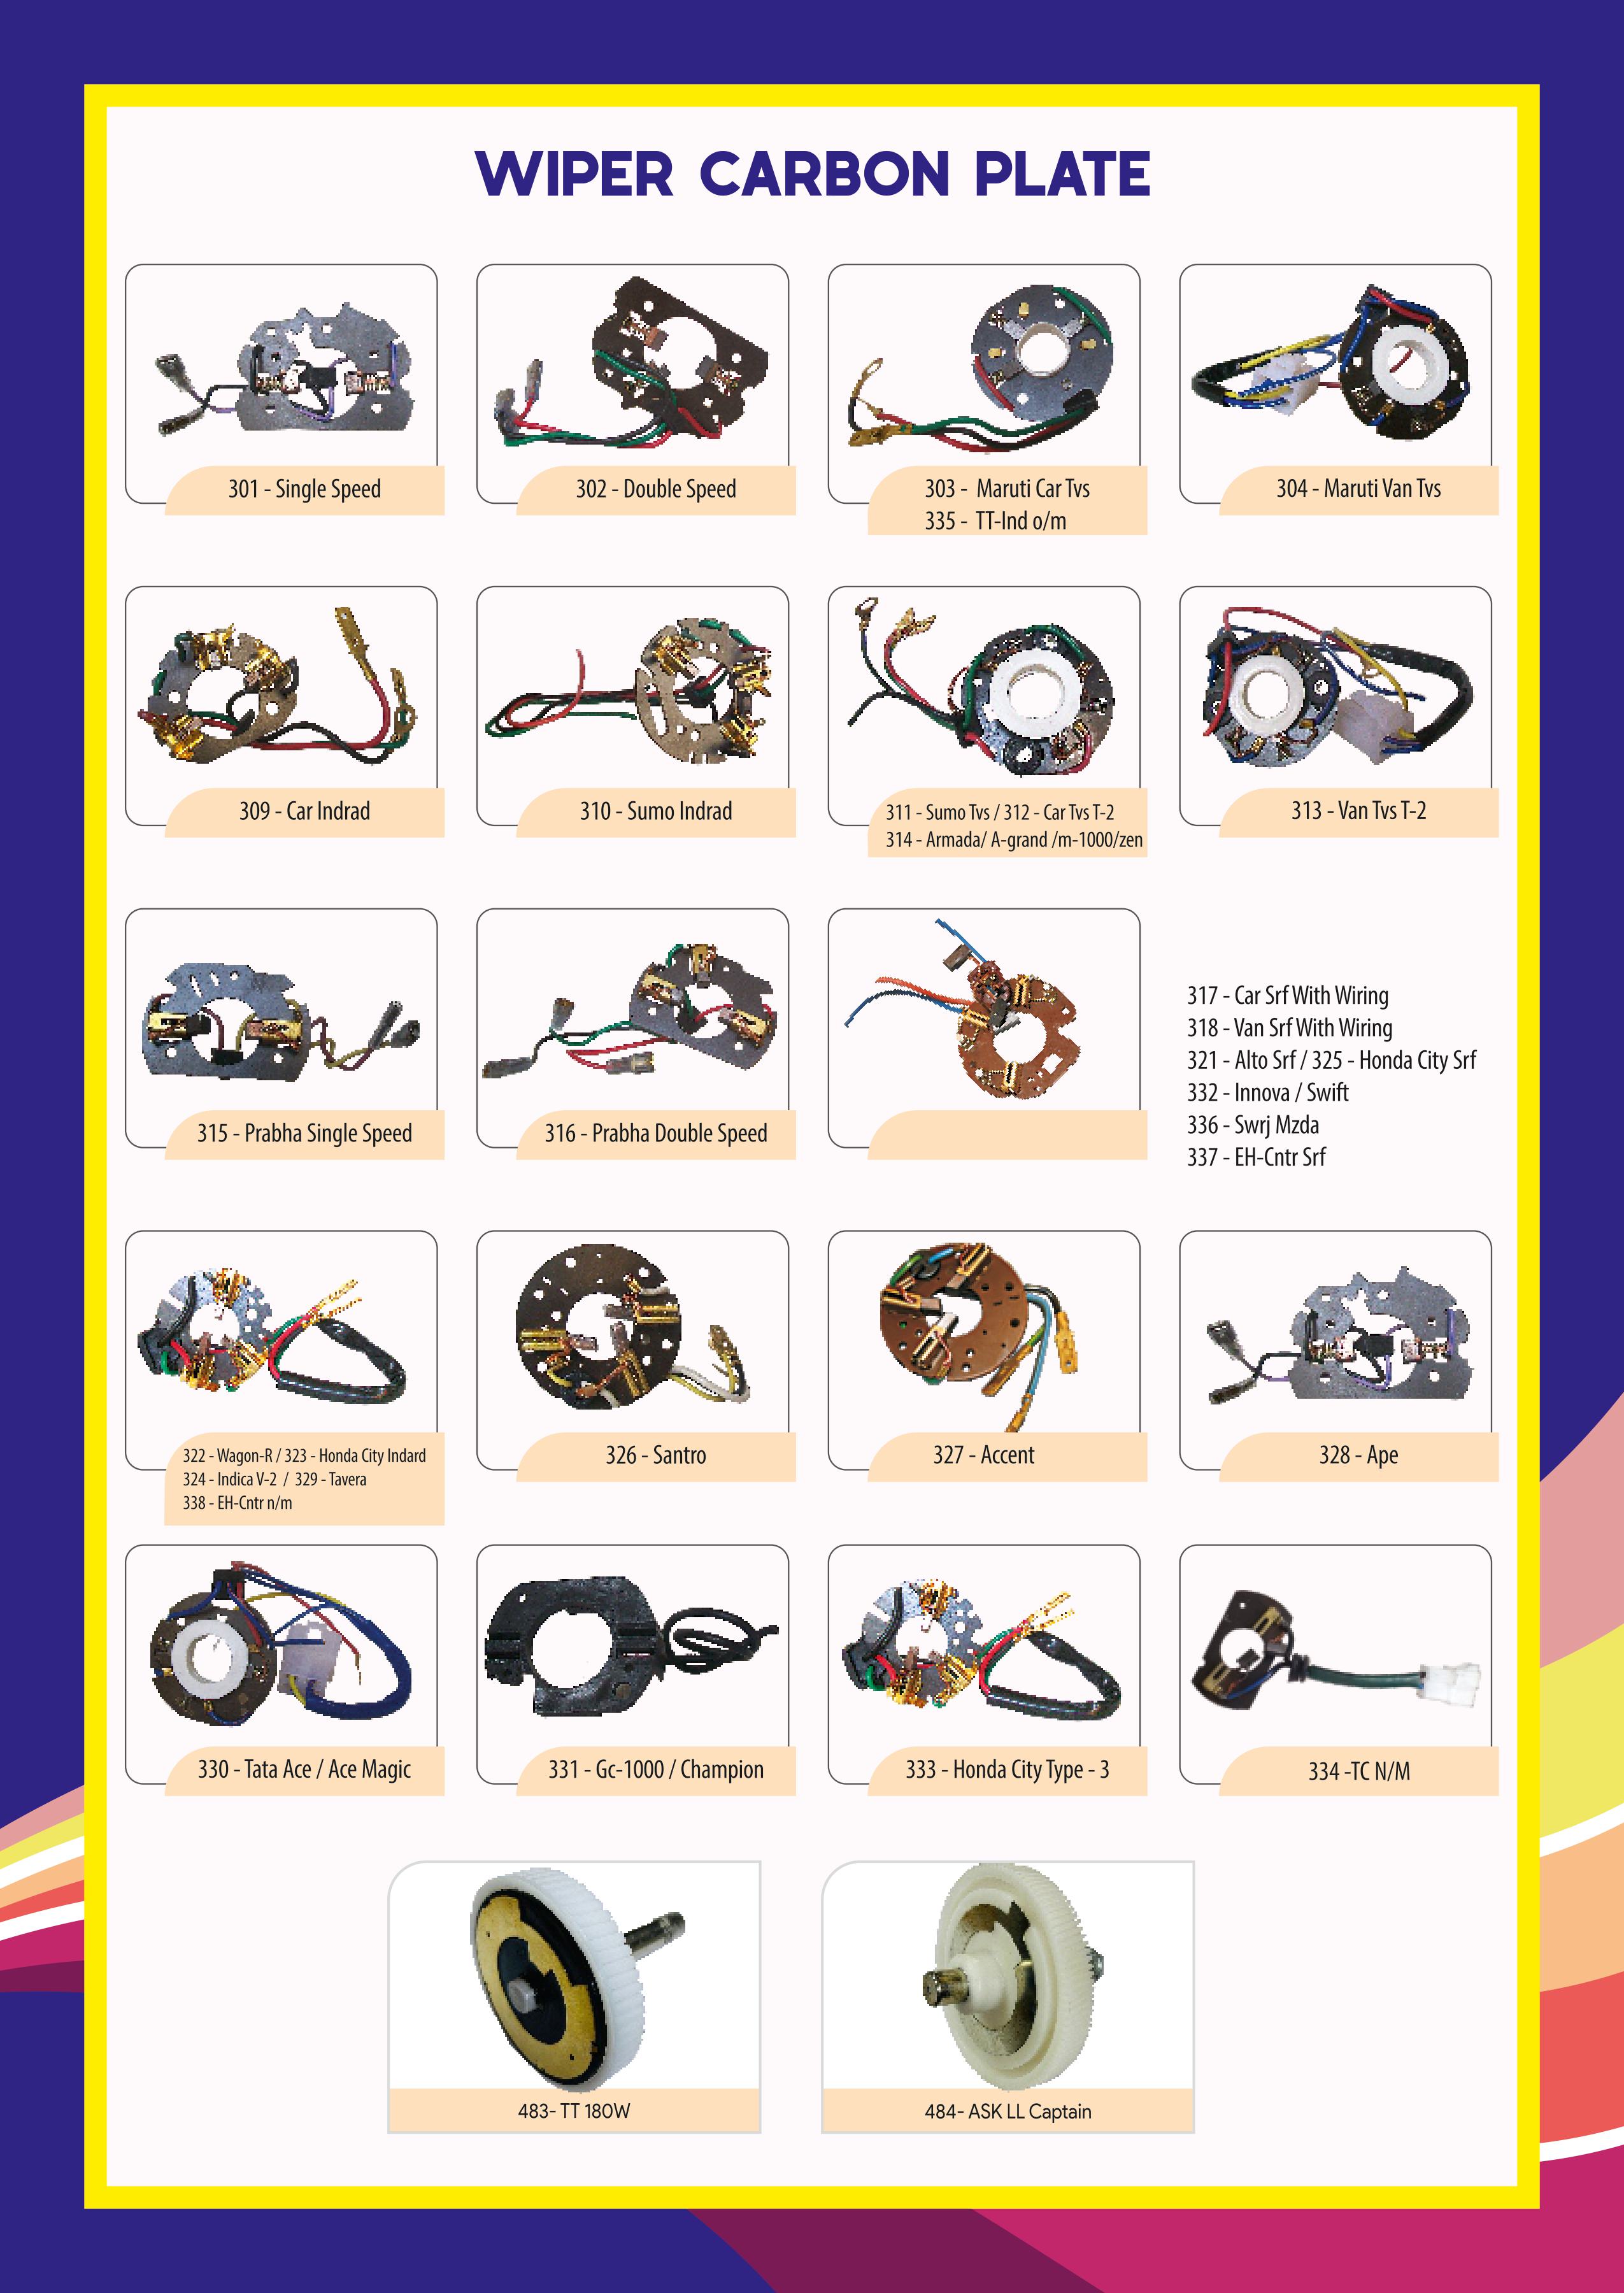 WIPER CARBON PLATE
301 - Single Speed
302 - Double Speed
303 - Maruti Car Tvs
335 - TT-Ind o/m
304 - Maruti Van Tvs
309 - Car Indrad
310 - Sumo Indrad
311 - Sumo Tvs / 312 - Car Tvs T-2
314 - Armada/ A-grand /m-1000/zen
313 - Van Tvs T-2
315 - Prabha Single Speed
316 - Prabha Double Speed
317 - Car Srf With Wiring
318 - Van Srf With Wiring
321 - Alto Srf / 325 - Honda City Srf
332 - Innova / Swift
336 - Swrj Mzda
337 - EH-Cntr Srf
322 - Wagon-R / 323 - Honda City Indard
324 - Indica V-2 / 329 - Tavera
338 - EH-Cntr n/m
326 - Santro
327 - Accent
328 - Ape
330 - Tata Ace / Ace Magic
331 - Gc-1000 / Champion
333 - Honda City Type - 3
334 -TC N/M
483- TT 180W
484- ASK LL Captain